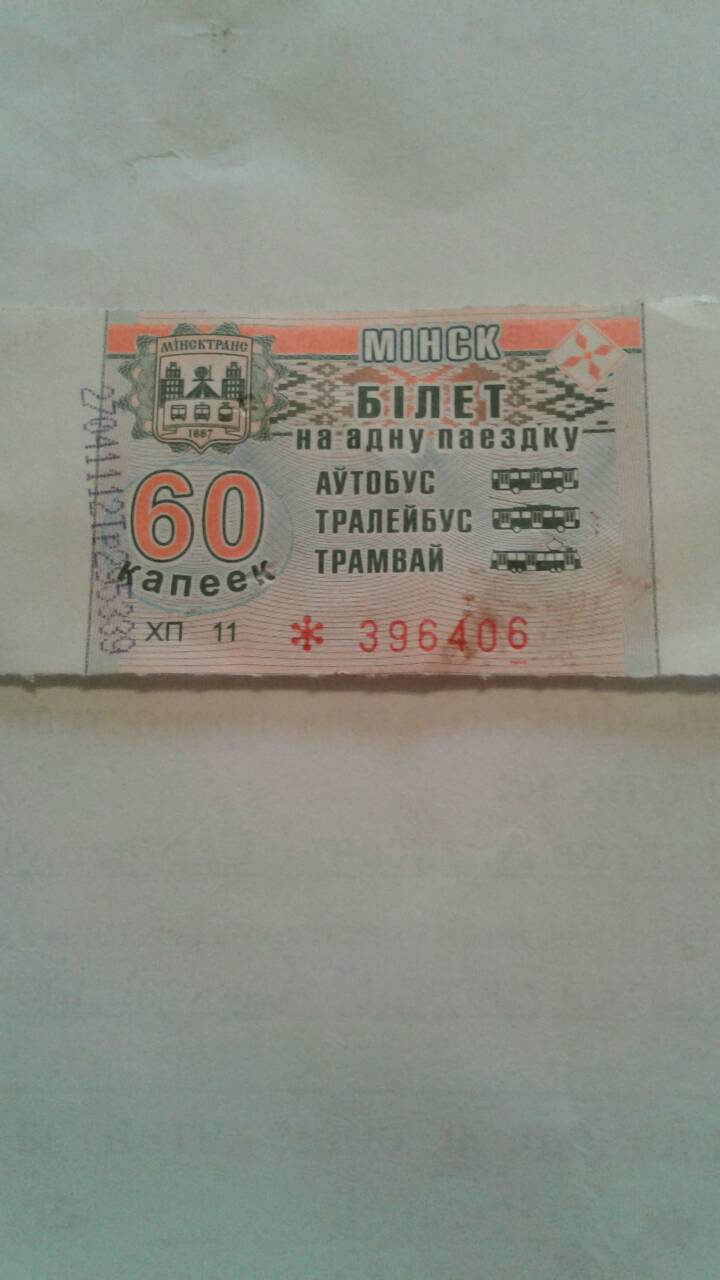 МІНСКТРАНС
1887
МІНСК
БІЛЕТ
на адну паездку
60
капеек
АЎТОБУС
ТРАЛЕЙБУС
ТРАМВАЙ
ХП 11 * 396406